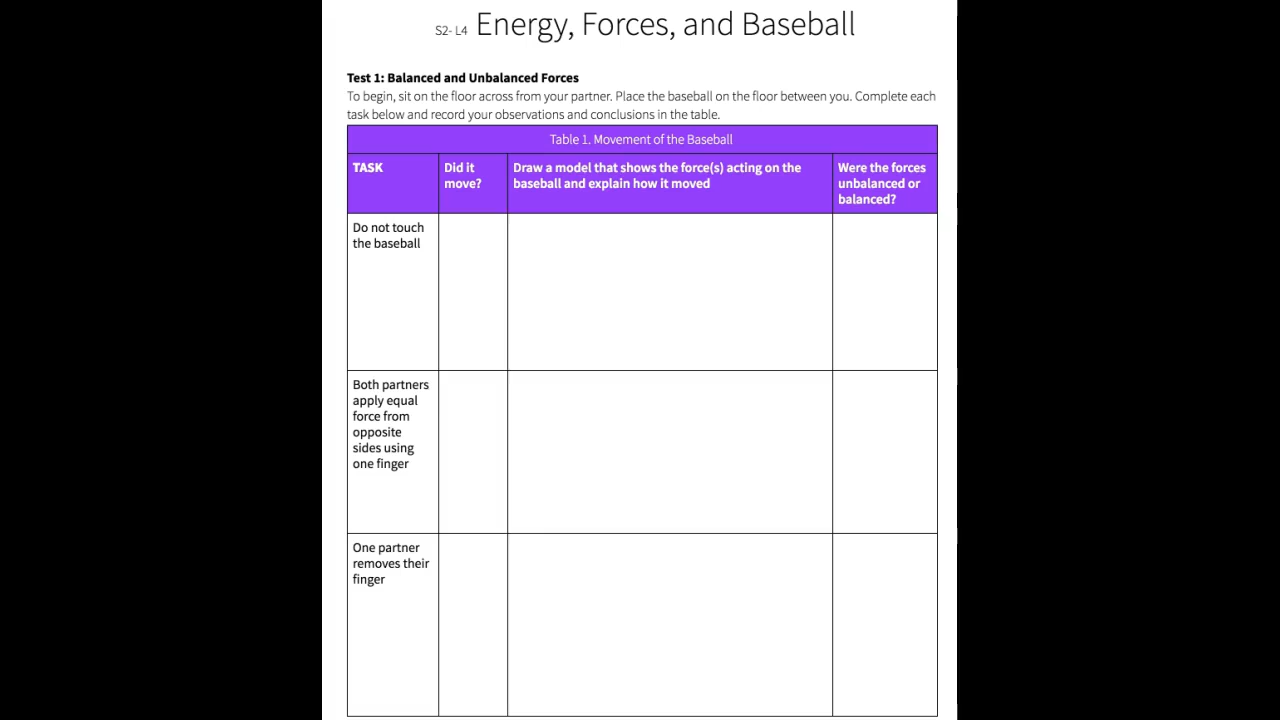 S2- L4 Energy, Forces, and Baseball
Test 1: Balanced and Unbalanced Forces
To begin, sit on the floor across from your partner. Place the baseball on the floor between you. Complete each
task below and record your observations and conclusions in the table.
Table 1. Movement of the Baseball
TASK
Did it
move?
Draw a model that shows the force(s) acting on the
baseball and explain how it moved
Were the forces
unbalanced or
balanced?
Do not touch
the baseball
Both partners
apply equal
force from
opposite
sides using
one finger
One partner
removes their
finger